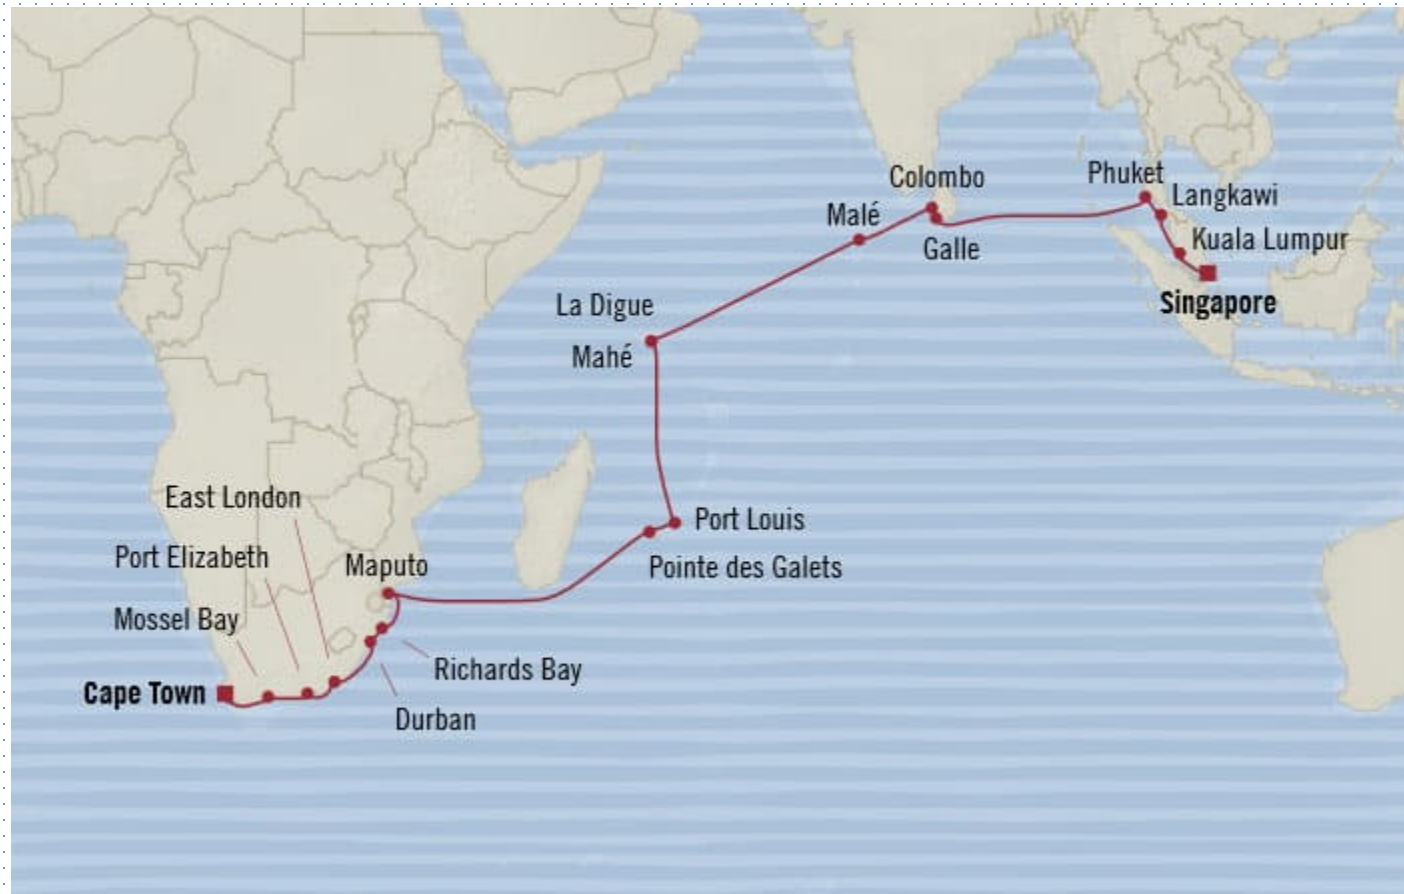 Colombo
Phuket
Langkawi
Malé
Kuala Lumpur
Galle
Singapore
La Digue
Mahé
East London
Port Louis
Port Elizabeth
Maputo
Pointe des Galets
Mossel Bay
Richards Bay
Cape Town
Durban